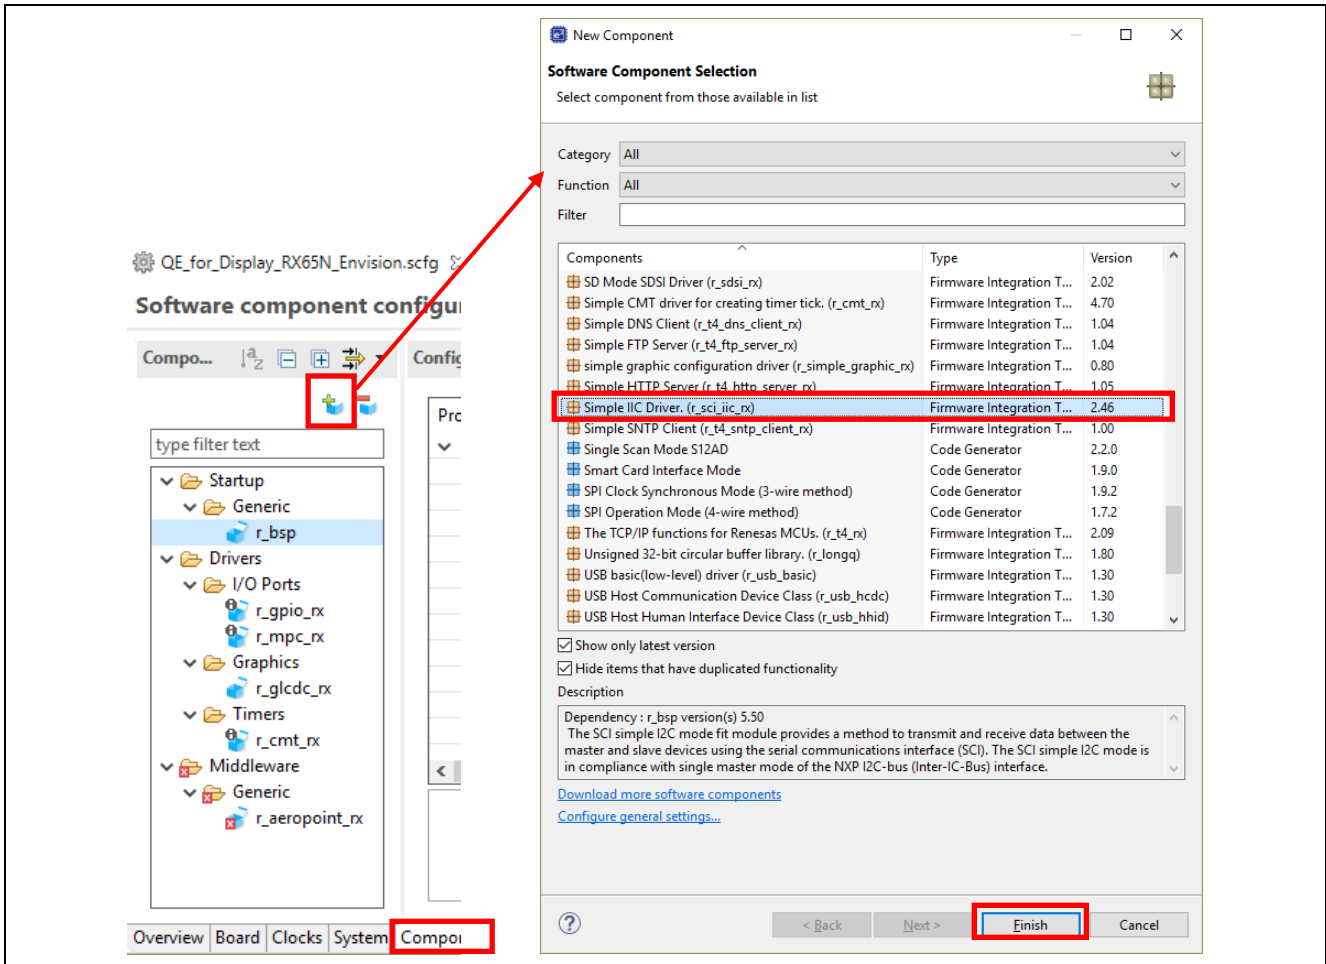 QE_for_Display_RX65N_Envision.scfg
Software component configu
Compo...
Config
Pro
type filter text
Startup
Generic
r_bsp
Drivers
I/O Ports
r_gpio_rx
r_mpc_rx
Graphics
r_glcdc_rx
Timers
r_cmt_rx
Middleware
Generic
r_aeropoint_rx
Overview Board Clocks System Compor
New Component
Software Component Selection
Select component from those available in list
Category All
Function All
Filter
Components Type Version
SD Mode SDSI Driver (r_sdsi_rx) Firmware Integration T... 2.02
Simple CMT driver for creating timer tick. (r_cmt_rx) Firmware Integration T... 4.70
Simple DNS Client (r_t4_dns_client_rx) Firmware Integration T... 1.04
Simple FTP Server (r_t4_ftp_server_rx) Firmware Integration T... 1.04
simple graphic configuration driver (r_simple_graphic_rx) Firmware Integration T... 0.80
Simple HTTP Server (r_t4_http_server_rx) Firmware Integration T... 1.05
Simple IIC Driver. (r_sci_iic_rx) Firmware Integration T... 2.46
Simple SNTP Client (r_t4_sntp_client_rx) Firmware Integration T... 1.00
Single Scan Mode S12AD Code Generator 2.2.0
Smart Card Interface Mode Code Generator 1.9.0
SPI Clock Synchronous Mode (3-wire method) Code Generator 1.9.2
SPI Operation Mode (4-wire method) Code Generator 1.7.2
The TCP/IP functions for Renesas MCUs. (r_t4_rx) Firmware Integration T... 2.09
Unsigned 32-bit circular buffer library. (r_longq) Firmware Integration T... 1.80
USB basic(low-level) driver (r_usb_basic) Firmware Integration T... 1.30
USB Host Communication Device Class (r_usb_hcdc) Firmware Integration T... 1.30
USB Host Human Interface Device Class (r_usb_hhid) Firmware Integration T... 1.30
Show only latest version
Hide items that have duplicated functionality
Description
Dependency : r_bsp version(s) 5.50
The SCI simple I2C mode fit module provides a method to transmit and receive data between the
master and slave devices using the serial communications interface (SCI). The SCI simple I2C mode is
in compliance with single master mode of the NXP I2C-bus (Inter-IC-Bus) interface.
Download more software components
Configure general settings...
< Back Next > Finish Cancel